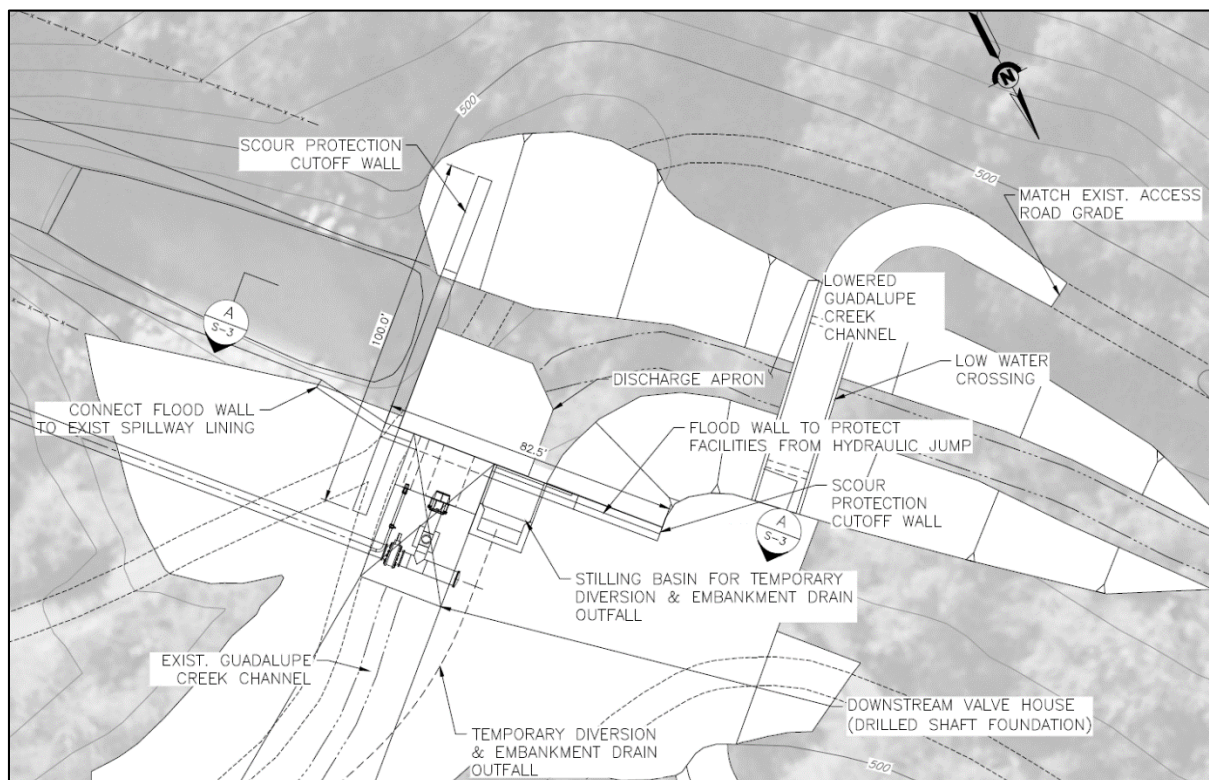 500
N
SCOUR PROTECTION
CUTOFF WALL
500
MATCH EXIST. ACCESS
ROAD GRADE
A
S-3
100.0'
LOWERED
GUADALUPE
CREEK
CHANNEL
LOW WATER
CROSSING
DISCHARGE APRON
CONNECT FLOOD WALL
TO EXIST SPILLWAY LINING
82.5'
FLOOD WALL TO PROTECT
FACILITIES FROM HYDRAULIC JUMP
SCOUR
PROTECTION
CUTOFF WALL
A
S-3
STILLING BASIN FOR TEMPORARY
DIVERSION & EMBANKMENT DRAIN
OUTFALL
EXIST. GUADALUPE
CREEK CHANNEL
DOWNSTREAM VALVE HOUSE
(DRILLED SHAFT FOUNDATION)
TEMPORARY DIVERSION
& EMBANKMENT DRAIN
OUTFALL
500